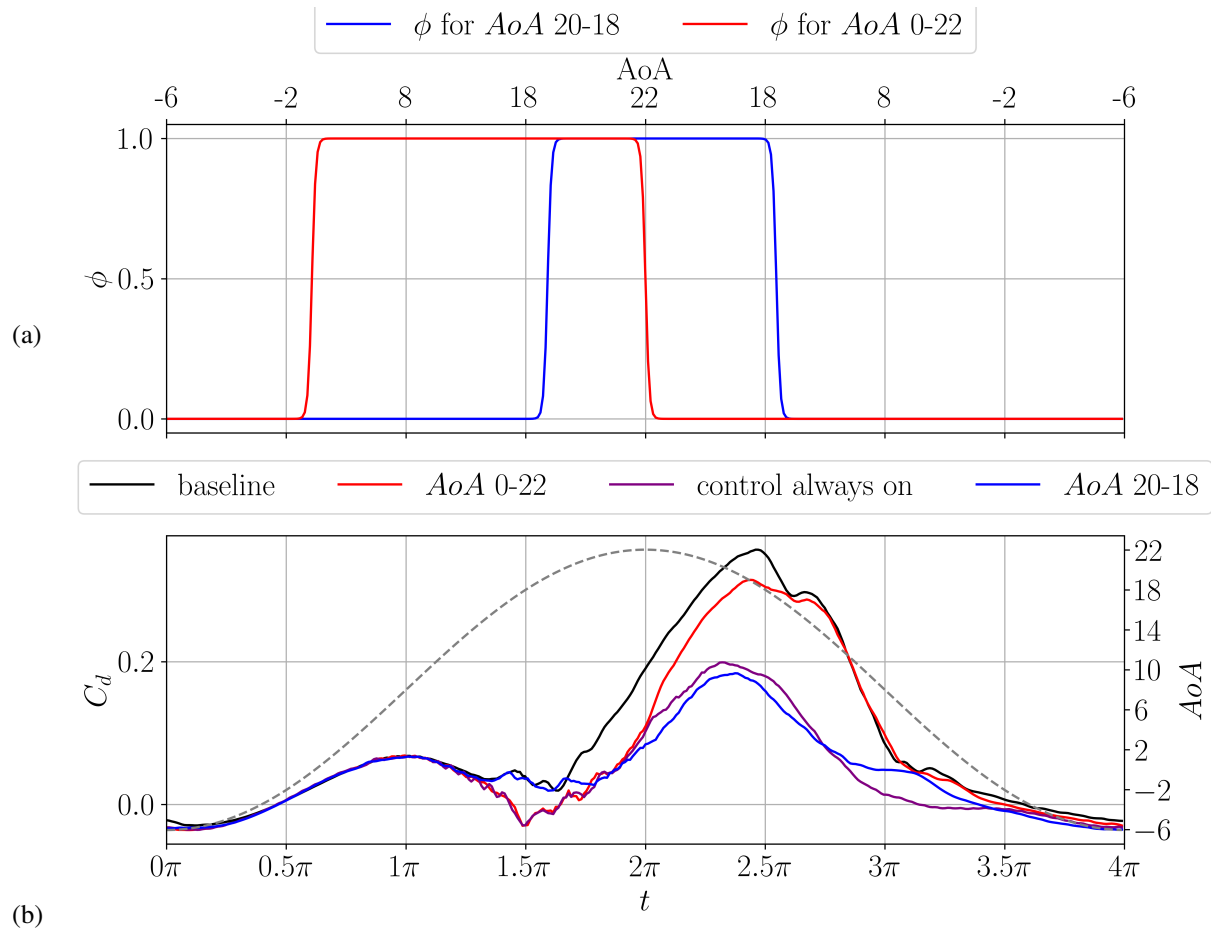 ϕ for AoA 20-18 ϕ for AoA 0-22
AoA
-6 -2 8 18 22 18 8 -2 -6
1.0
0.5
0.0
ϕ
(a)
baseline AoA 0-22 control always on AoA 20-18
0.2
0.0
C_d
22
18
14
10
6
2
−2
−6
AoA
0π 0.5π 1π 1.5π 2π 2.5π 3π 3.5π 4π
t
(b)